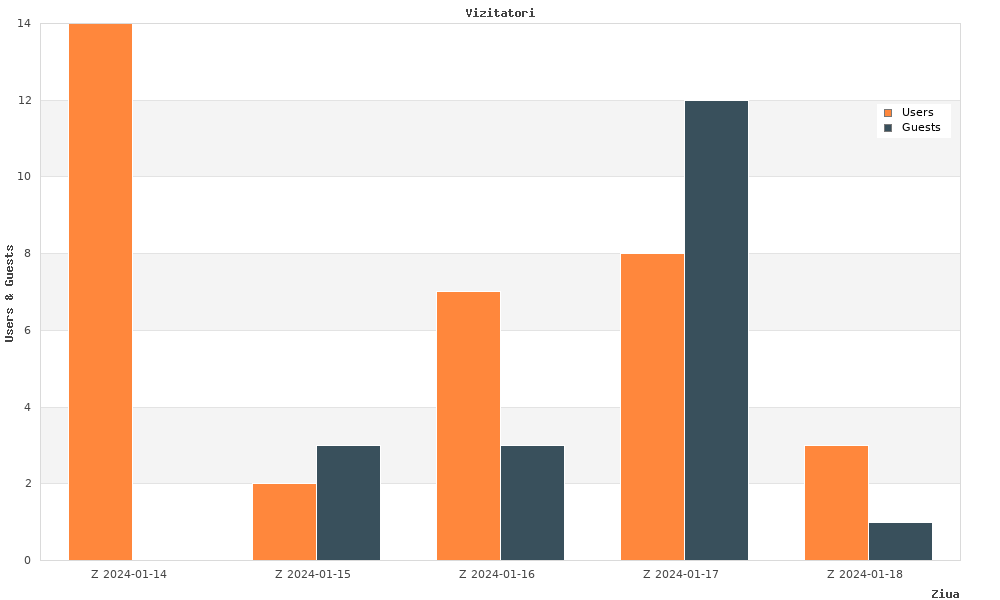 Vizitatori
Users & Guests
14
12
10
8
6
4
2
0
Users
Guests
Z 2024-01-14
Z 2024-01-15
Z 2024-01-16
Z 2024-01-17
Z 2024-01-18
Ziua